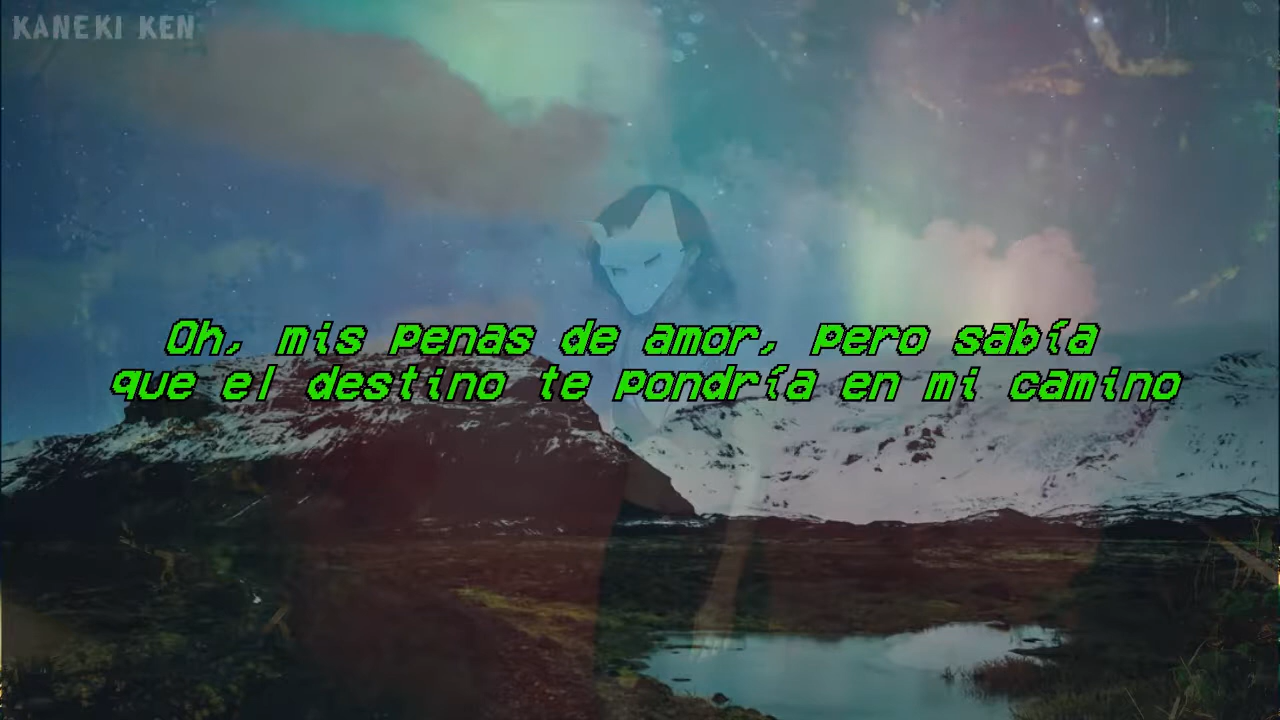 KANEKI KEN
Oh, mis penas de amor, pero sabía
que el destino te pondría en mi camino